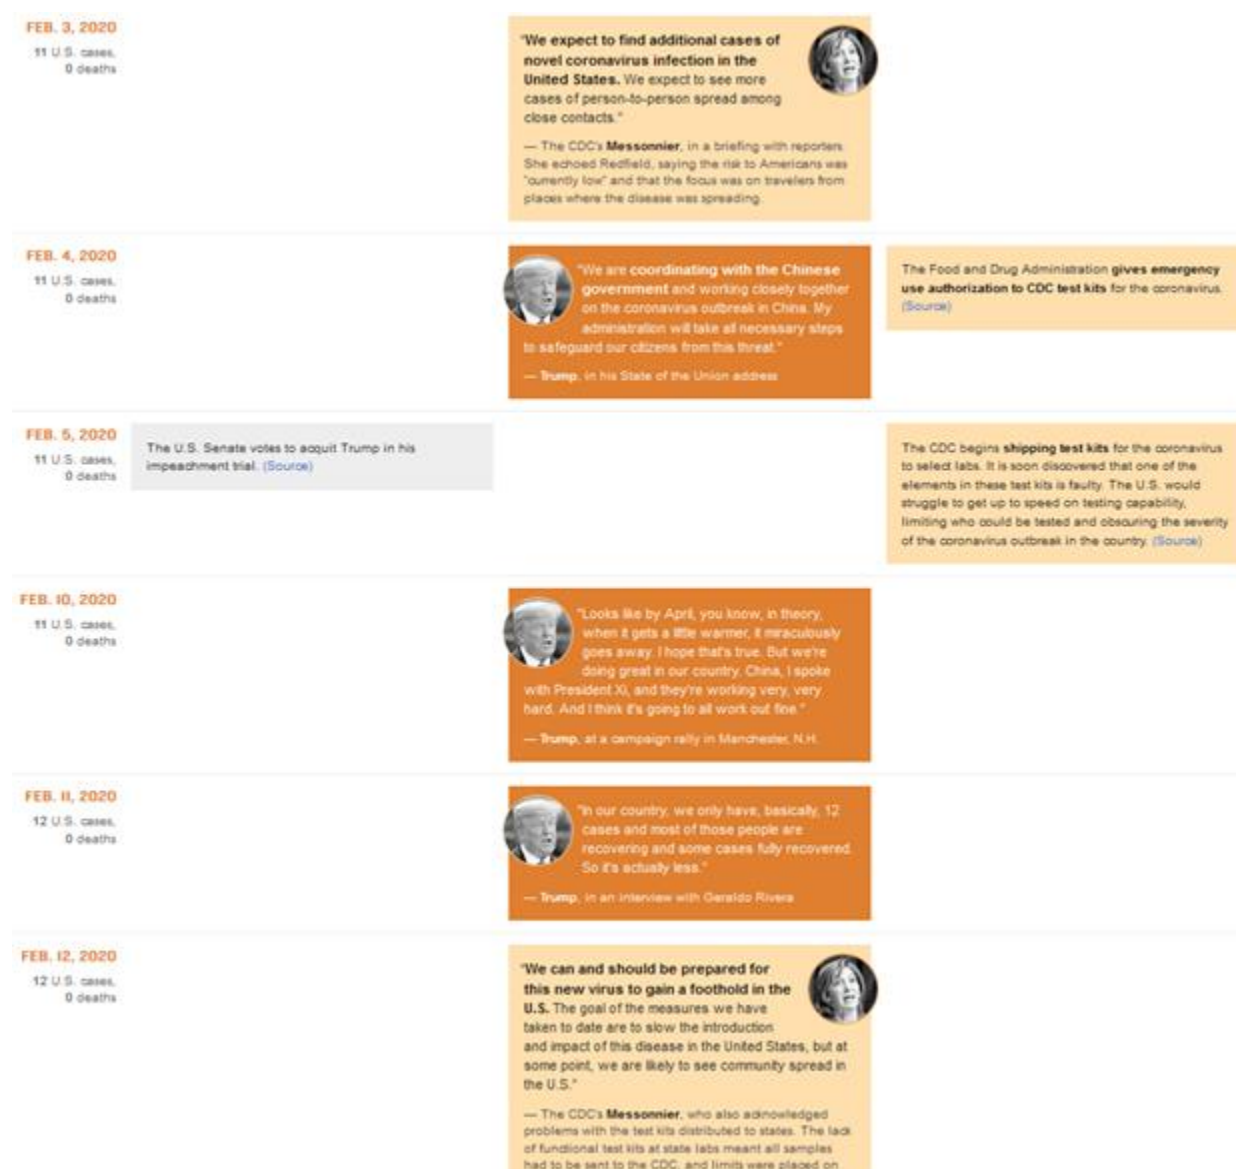 FEB. 3, 2020
11 U.S. cases,
0 deaths
"We expect to find additional cases of
novel coronavirus infection in the
United States. We expect to see more
cases of person-to-person spread among
close contacts."
— The CDC's Messonnier, in a briefing with reporters.
She echoed Redfield, saying the risk to Americans was
"currently low" and that the focus was on travelers from
places where the disease was spreading.
FEB. 4, 2020
11 U.S. cases,
0 deaths
"We are coordinating with the Chinese
government and working closely together
on the coronavirus outbreak in China. My
administration will take all necessary steps
to safeguard our citizens from this threat."
— Trump, in his State of the Union address
The Food and Drug Administration gives emergency
use authorization to CDC test kits for the coronavirus.
(Source)
FEB. 5, 2020
11 U.S. cases,
0 deaths
The U.S. Senate votes to acquit Trump in his
impeachment trial. (Source)
The CDC begins shipping test kits for the coronavirus
to select labs. It is soon discovered that one of the
elements in these test kits is faulty. The U.S. would
struggle to get up to speed on testing capability,
limiting who could be tested and obscuring the severity
of the coronavirus outbreak in the country. (Source)
FEB. 10, 2020
11 U.S. cases,
0 deaths
"Looks like by April, you know, in theory,
when it gets a little warmer, it miraculously
goes away. I hope that's true. But we're
doing great in our country. China, I spoke
with President Xi, and they're working very, very
hard. And I think it's going to all work out fine."
— Trump, at a campaign rally in Manchester, N.H.
FEB. 11, 2020
12 U.S. cases,
0 deaths
"In our country, we only have, basically, 12
cases and most of those people are
recovering and some cases fully recovered.
So it's actually less."
— Trump, in an interview with Geraldo Rivera
FEB. 12, 2020
12 U.S. cases,
0 deaths
"We can and should be prepared for
this new virus to gain a foothold in the
U.S. The goal of the measures we have
taken to date are to slow the introduction
and impact of this disease in the United States, but at
some point, we are likely to see community spread in
the U.S."
— The CDC's Messonnier, who also acknowledged
problems with the test kits distributed to states. The lack
of functional test kits at state labs meant all samples
had to be sent to the CDC, and limits were placed on